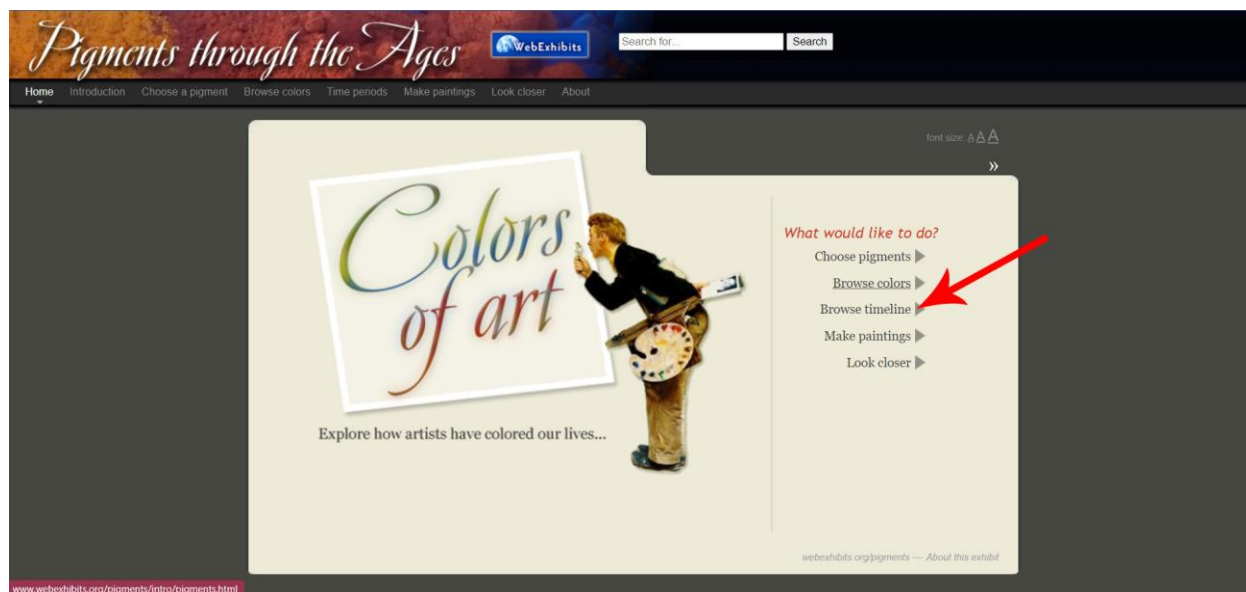 Pigments through the Ages
WebExhibits
Search for...
Search
Home Introduction Choose a pigment Browse colors Time periods Make paintings Look closer About
font size: A A A
»
Colors
of art
Explore how artists have colored our lives...
What would like to do?
Choose pigments
Browse colors
Browse timeline
Make paintings
Look closer
webexhibits.org/pigments — About this exhibit
www.webexhibits.org/pigments/intro/pigments.html